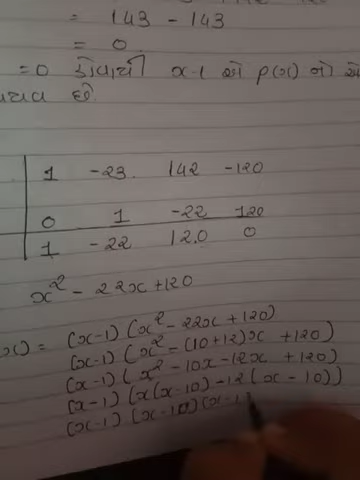 = 143 - 143
= 0
=0 હોવાથી x-1 એ p(x) નો
છે.
1 -23 142 -120
0 1 -22 120
1 -22 120 0
x² - 22x+120
(x) = (x-1) (x² - 22x + 120)
(x-1) (x² - (10+12)x + 120)
(x-1) (x² - 10x - 12x + 120)
(x-1) (x(x-10) -12 (x - 10))
(x-1) (x-10) (x-1